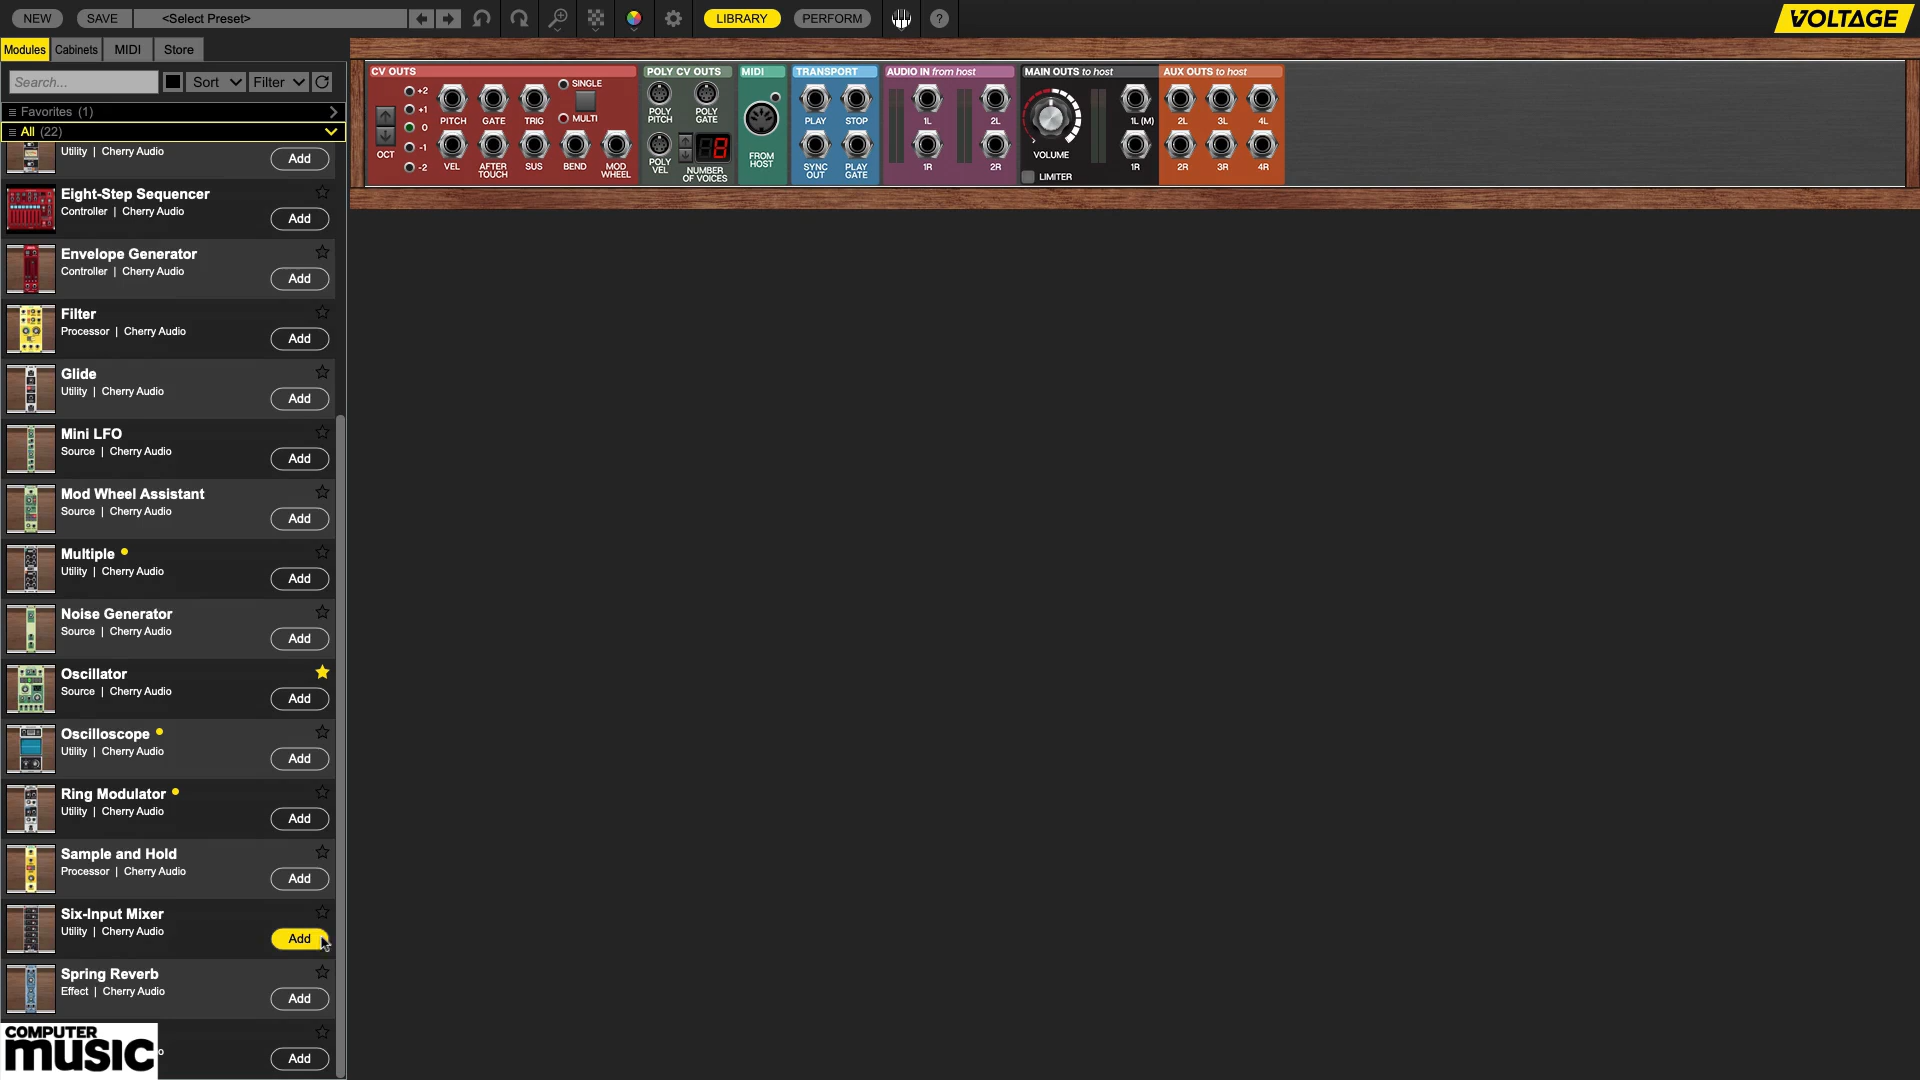 NEW
SAVE
<Select Preset>
LIBRARY
PERFORM
?
VOLTAGE
Modules
Cabinets
MIDI
Store
Search...
Sort
Filter
Favorites (1)
All (22)
Utility | Cherry Audio
Add
Eight-Step Sequencer
Controller | Cherry Audio
Add
Envelope Generator
Controller | Cherry Audio
Add
Filter
Processor | Cherry Audio
Add
Glide
Utility | Cherry Audio
Add
Mini LFO
Source | Cherry Audio
Add
Mod Wheel Assistant
Source | Cherry Audio
Add
Multiple
Utility | Cherry Audio
Add
Noise Generator
Source | Cherry Audio
Add
Oscillator
Source | Cherry Audio
Add
Oscilloscope
Utility | Cherry Audio
Add
Ring Modulator
Utility | Cherry Audio
Add
Sample and Hold
Processor | Cherry Audio
Add
Six-Input Mixer
Utility | Cherry Audio
Add
Spring Reverb
Effect | Cherry Audio
Add
COMPUTER
music
o
Add
CV OUTS
+2
+1
0
-1
-2
OCT
PITCH
GATE
TRIG
SINGLE
MULTI
VEL
AFTER
TOUCH
SUS
BEND
MOD
WHEEL
POLY CV OUTS
POLY
PITCH
POLY
GATE
POLY
VEL
8
NUMBER
OF VOICES
MIDI
FROM
HOST
TRANSPORT
PLAY
STOP
SYNC
OUT
PLAY
GATE
AUDIO IN from host
1L
2L
1R
2R
MAIN OUTS to host
VOLUME
LIMITER
1L (M)
1R
AUX OUTS to host
2L
3L
4L
2R
3R
4R